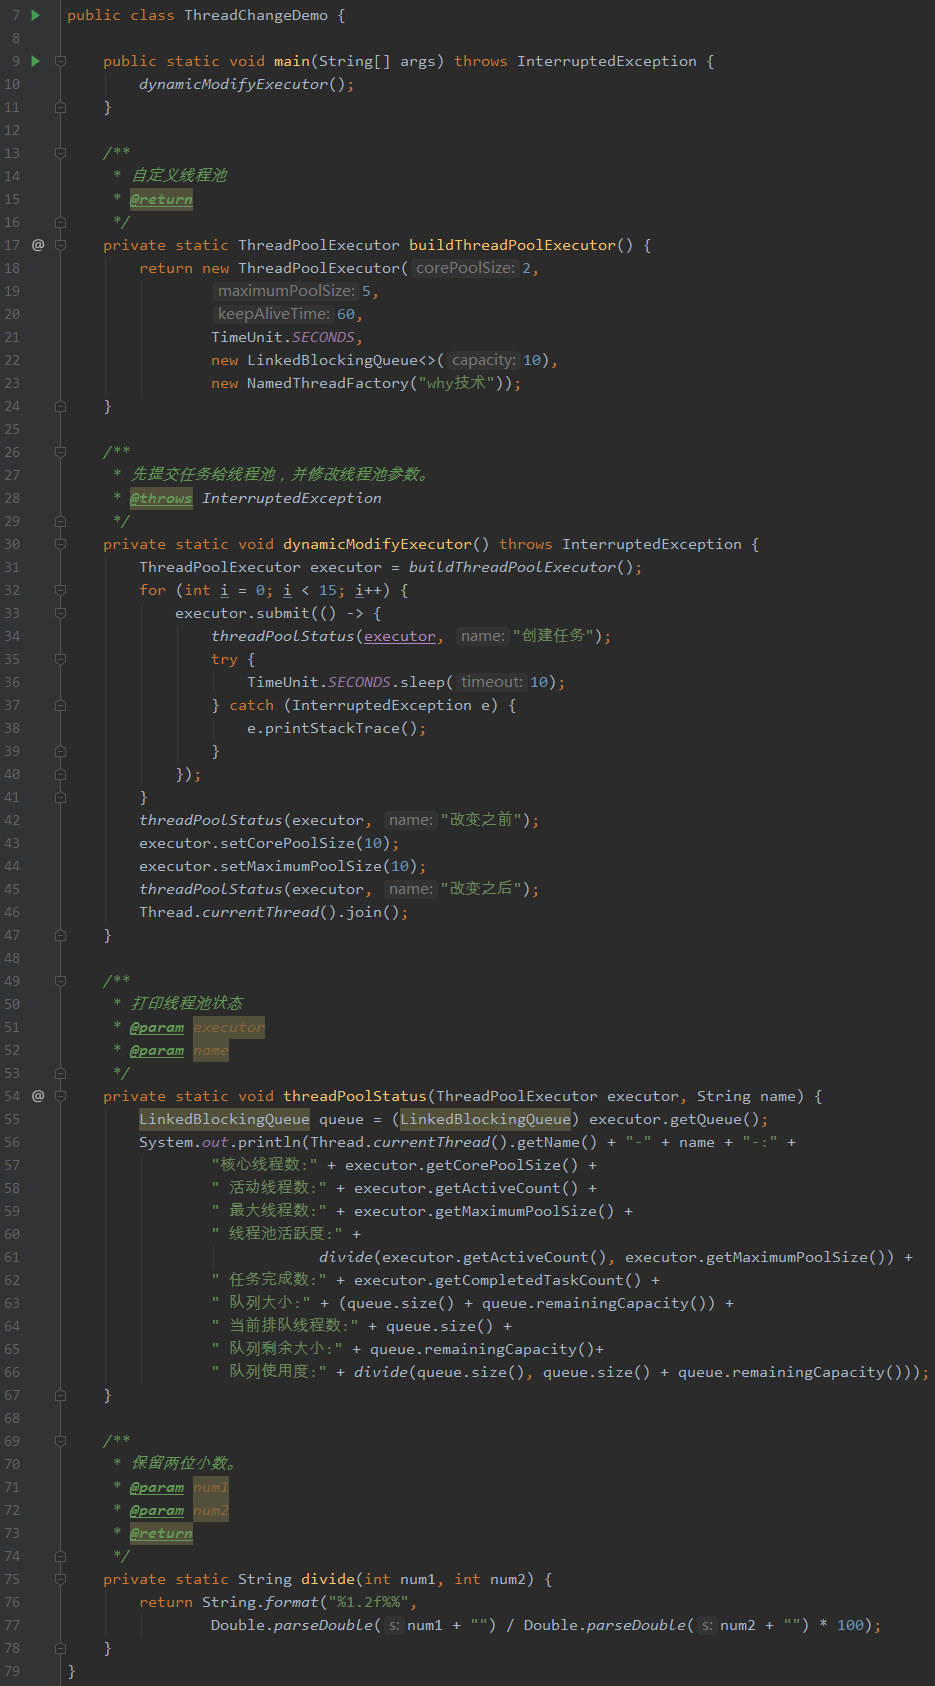 7 public class ThreadChangeDemo {
8
9 public static void main(String[] args) throws InterruptedException {
10 dynamicModifyExecutor();
11 }
12
13 /**
14 * 自定义线程池
15 * @return
16 */
17 @ private static ThreadPoolExecutor buildThreadPoolExecutor() {
18 return new ThreadPoolExecutor( corePoolSize: 2,
19 maximumPoolSize: 5,
20 keepAliveTime: 60,
21 TimeUnit.SECONDS,
22 new LinkedBlockingQueue<>( capacity: 10),
23 new NamedThreadFactory("why技术"));
24 }
25
26 /**
27 * 先提交任务给线程池，并修改线程池参数。
28 * @throws InterruptedException
29 */
30 private static void dynamicModifyExecutor() throws InterruptedException {
31 ThreadPoolExecutor executor = buildThreadPoolExecutor();
32 for (int i = 0; i < 15; i++) {
33 executor.submit(() -> {
34 threadPoolStatus(executor, name: "创建任务");
35 try {
36 TimeUnit.SECONDS.sleep( timeout: 10);
37 } catch (InterruptedException e) {
38 e.printStackTrace();
39 }
40 });
41 }
42 threadPoolStatus(executor, name: "改变之前");
43 executor.setCorePoolSize(10);
44 executor.setMaximumPoolSize(10);
45 threadPoolStatus(executor, name: "改变之后");
46 Thread.currentThread().join();
47 }
48
49 /**
50 * 打印线程池状态
51 * @param executor
52 * @param name
53 */
54 @ private static void threadPoolStatus(ThreadPoolExecutor executor, String name) {
55 LinkedBlockingQueue queue = (LinkedBlockingQueue) executor.getQueue();
56 System.out.println(Thread.currentThread().getName() + "-" + name + "-:" +
57 "核心线程数:" + executor.getCorePoolSize() +
58 " 活动线程数:" + executor.getActiveCount() +
59 " 最大线程数:" + executor.getMaximumPoolSize() +
60 " 线程池活跃度:" +
61 divide(executor.getActiveCount(), executor.getMaximumPoolSize()) +
62 " 任务完成数:" + executor.getCompletedTaskCount() +
63 " 队列大小:" + (queue.size() + queue.remainingCapacity()) +
64 " 当前排队线程数:" + queue.size() +
65 " 队列剩余大小:" + queue.remainingCapacity()+
66 " 队列使用度:" + divide(queue.size(), queue.size() + queue.remainingCapacity()));
67 }
68
69 /**
70 * 保留两位小数。
71 * @param num1
72 * @param num2
73 * @return
74 */
75 private static String divide(int num1, int num2) {
76 return String.format("%1.2f%%",
77 Double.parseDouble( s: num1 + "") / Double.parseDouble( s: num2 + "") * 100);
78 }
79 }